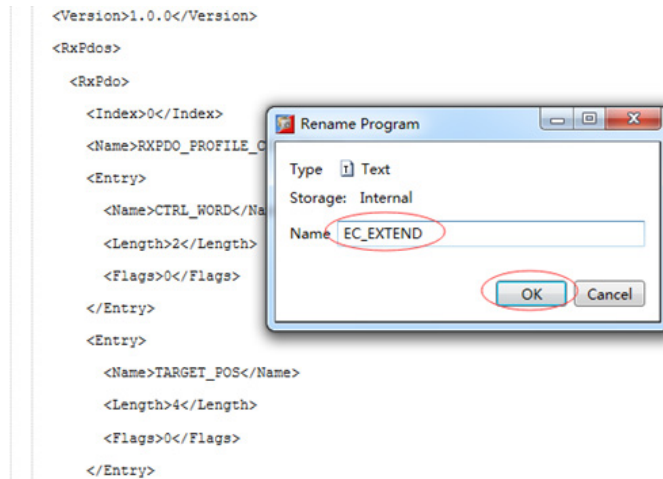 <Version>1.0.0</Version>
<RxPdos>
<RxPdo>
<Index>0</Index>
<Name>RXPDO_PROFILE_C
<Entry>
<Name>CTRL_WORD</Na
<Length>2</Length>
<Flags>0</Flags>
</Entry>
<Entry>
<Name>TARGET_POS</Name>
<Length>4</Length>
<Flags>0</Flags>
</Entry>
Rename Program
Type Text
Storage: Internal
Name EC_EXTEND
OK Cancel